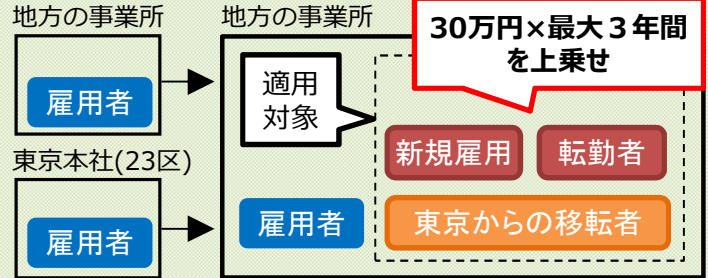 地方の事業所
雇用者
東京本社(23区)
雇用者
地方の事業所
30万円×最大３年間
を上乗せ
適用
対象
新規雇用
転勤者
雇用者
東京からの移転者